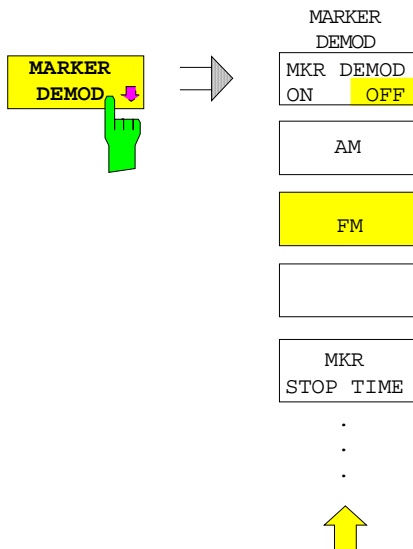 MARKER
DEMOD
MARKER
DEMOD
MKR DEMOD
ON OFF
AM
FM
MKR
STOP TIME
.
.
.